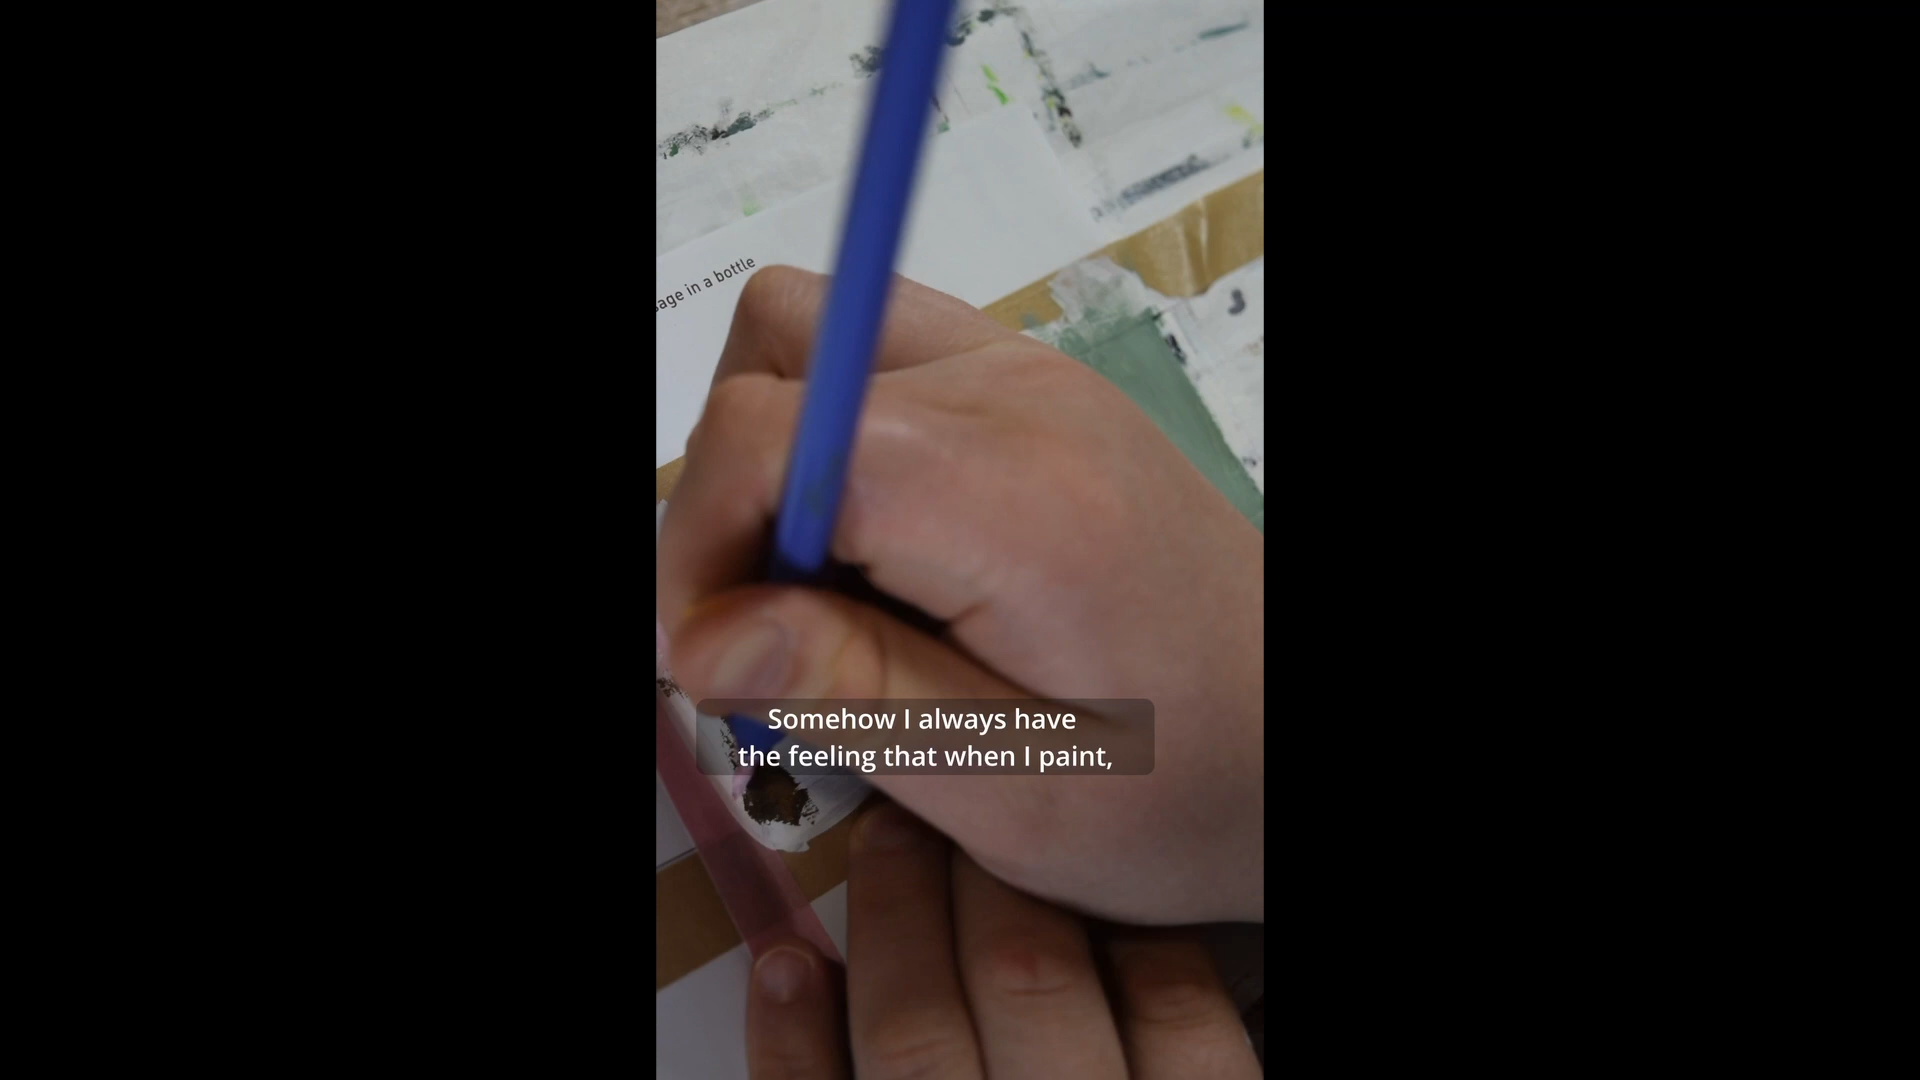 age in a bottle
Somehow I always have
the feeling that when I paint,